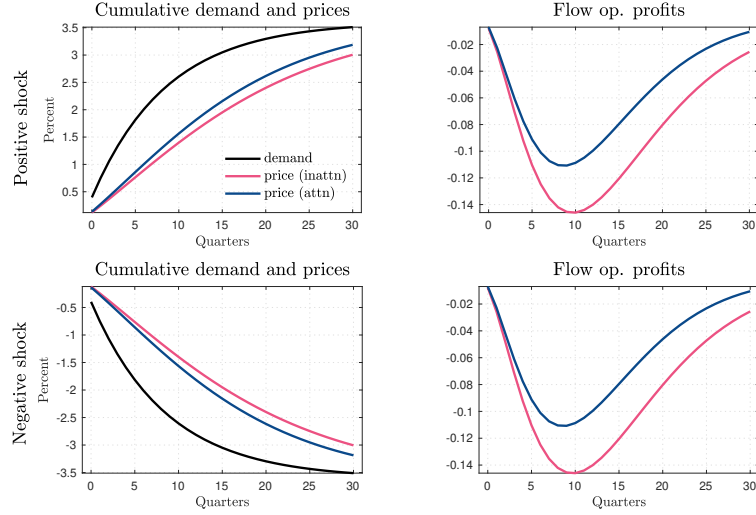 Cumulative demand and prices
Flow op. profits
Positive shock
Percent
3.5
3
2.5
2
1.5
1
0.5
demand
price (inattn)
price (attn)
0 5 10 15 20 25 30
Quarters
-0.02
-0.04
-0.06
-0.08
-0.1
-0.12
-0.14
0 5 10 15 20 25 30
Quarters
Cumulative demand and prices
Flow op. profits
Negative shock
Percent
-0.5
-1
-1.5
-2
-2.5
-3
-3.5
0 5 10 15 20 25 30
Quarters
-0.02
-0.04
-0.06
-0.08
-0.1
-0.12
-0.14
0 5 10 15 20 25 30
Quarters